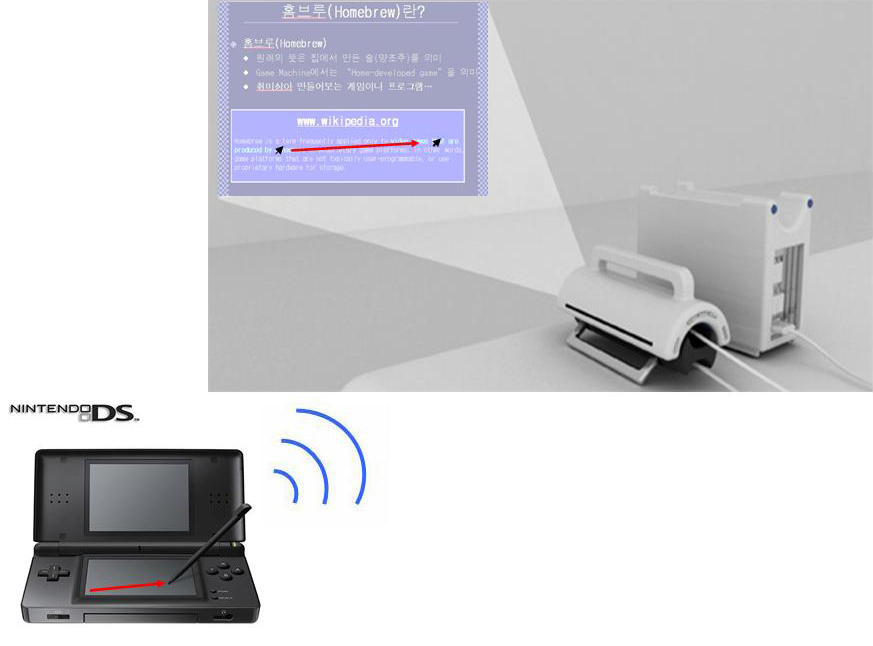 홈브루(Homebrew)란?
홈브루(Homebrew)
원래의 뜻은 집에서 만든 술(양조주)를 의미
Game Machine에서는 “Home-developed game”을 의미
취미삼아 만들어보는 게임이나 프로그램…
www.wikipedia.org
Homebrew is a term frequently applied only to video games that are
produced by proprietary game platforms; in other words,
game platforms that are not typically user-programmable, or use
proprietary hardware for storage.
NINTENDO DS™